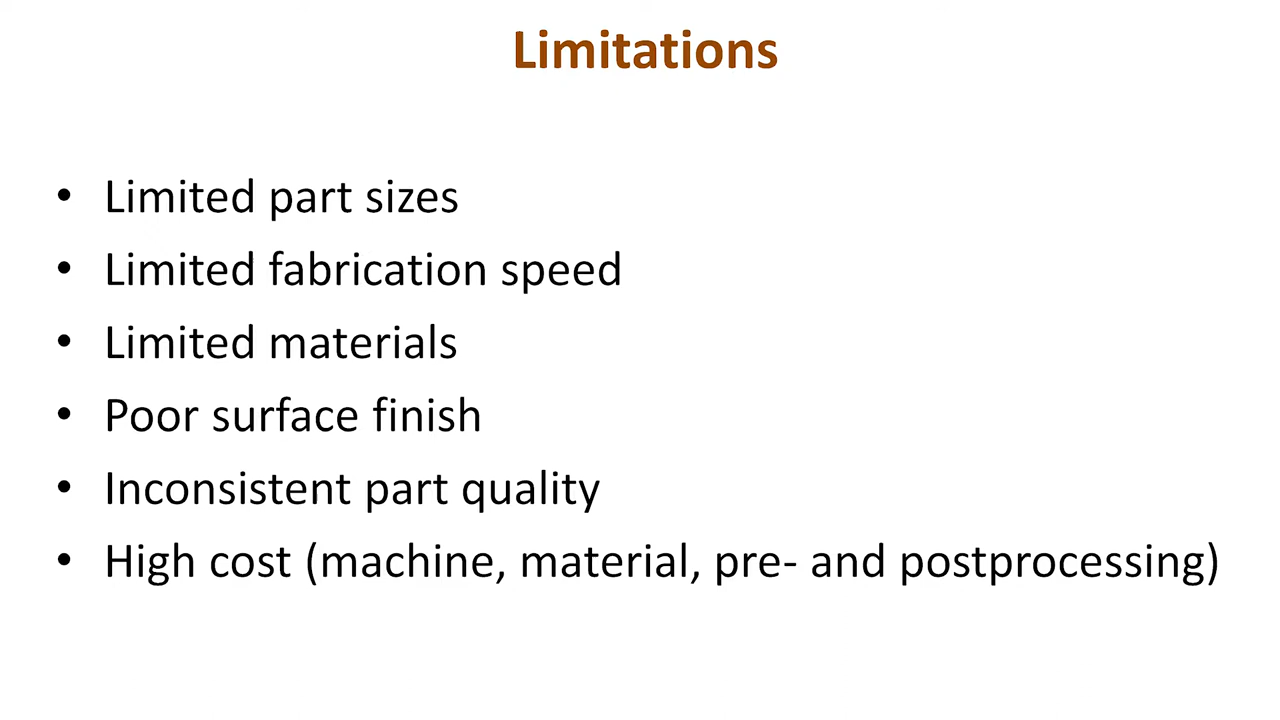 Limitations
• Limited part sizes
• Limited fabrication speed
• Limited materials
• Poor surface finish
• Inconsistent part quality
• High cost (machine, material, pre- and postprocessing)